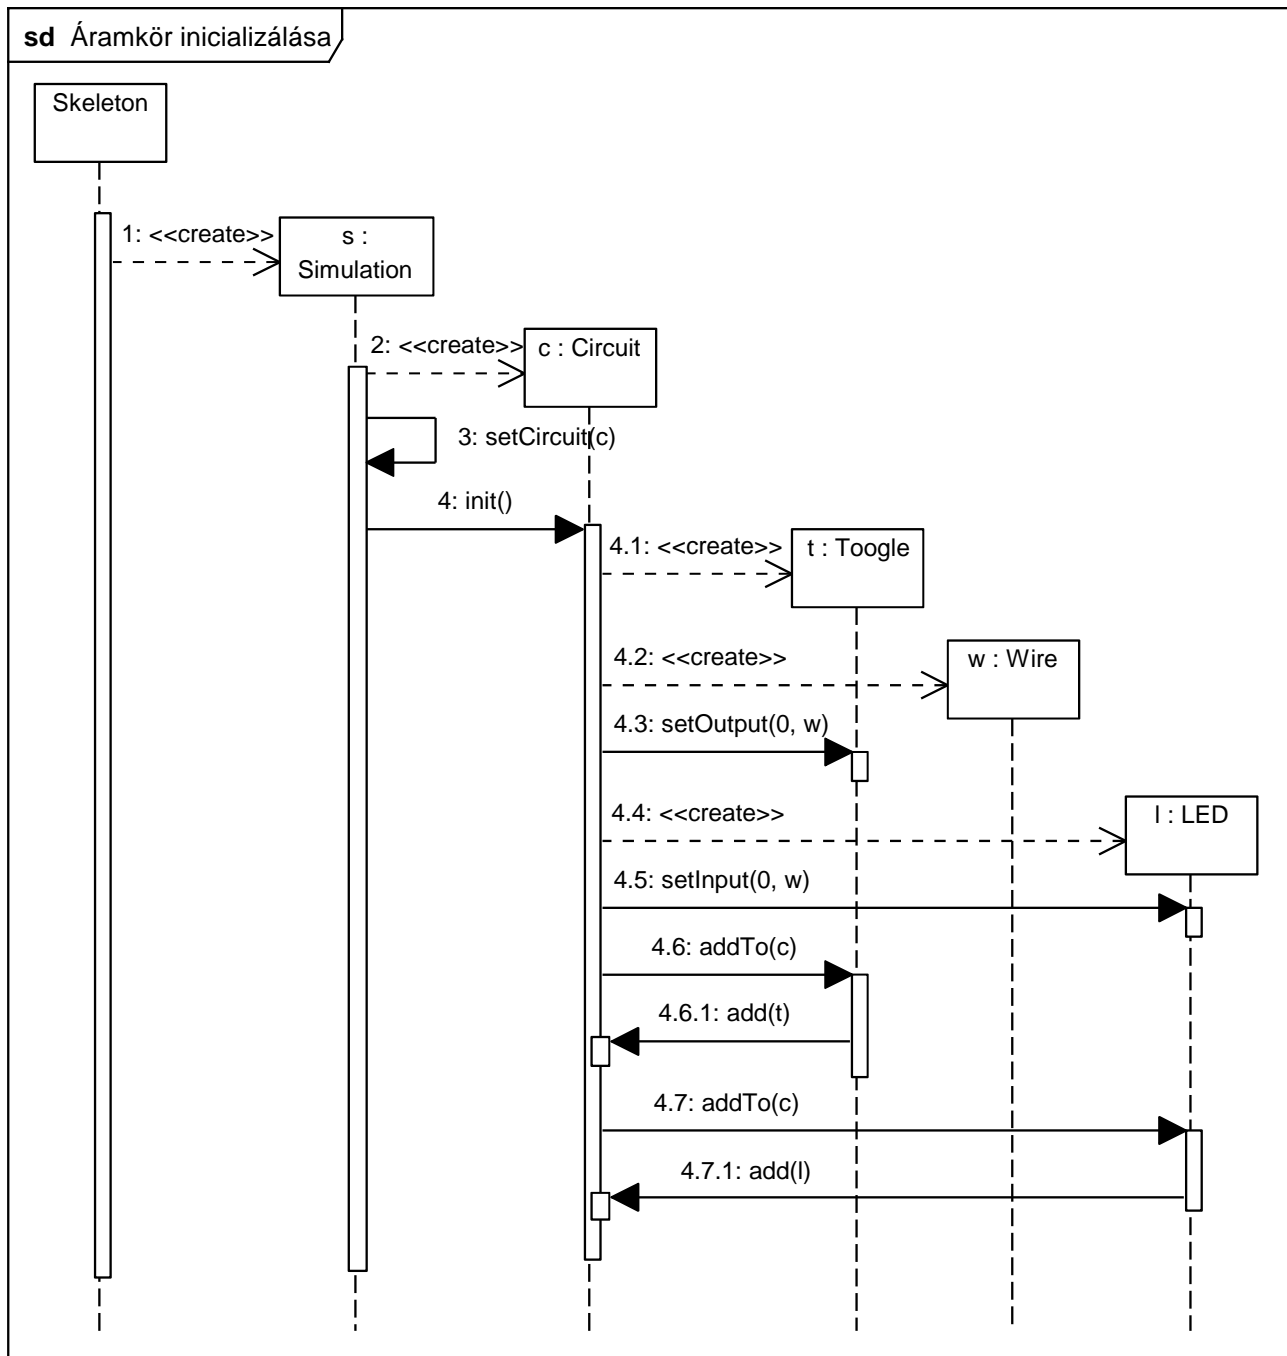 sd Áramkör inicializálása
Skeleton
1: <<create>>
s :
Simulation
2: <<create>>
c : Circuit
3: setCircuit(c)
4: init()
4.1: <<create>>
t : Toogle
4.2: <<create>>
w : Wire
4.3: setOutput(0, w)
4.4: <<create>>
l : LED
4.5: setInput(0, w)
4.6: addTo(c)
4.6.1: add(t)
4.7: addTo(c)
4.7.1: add(l)